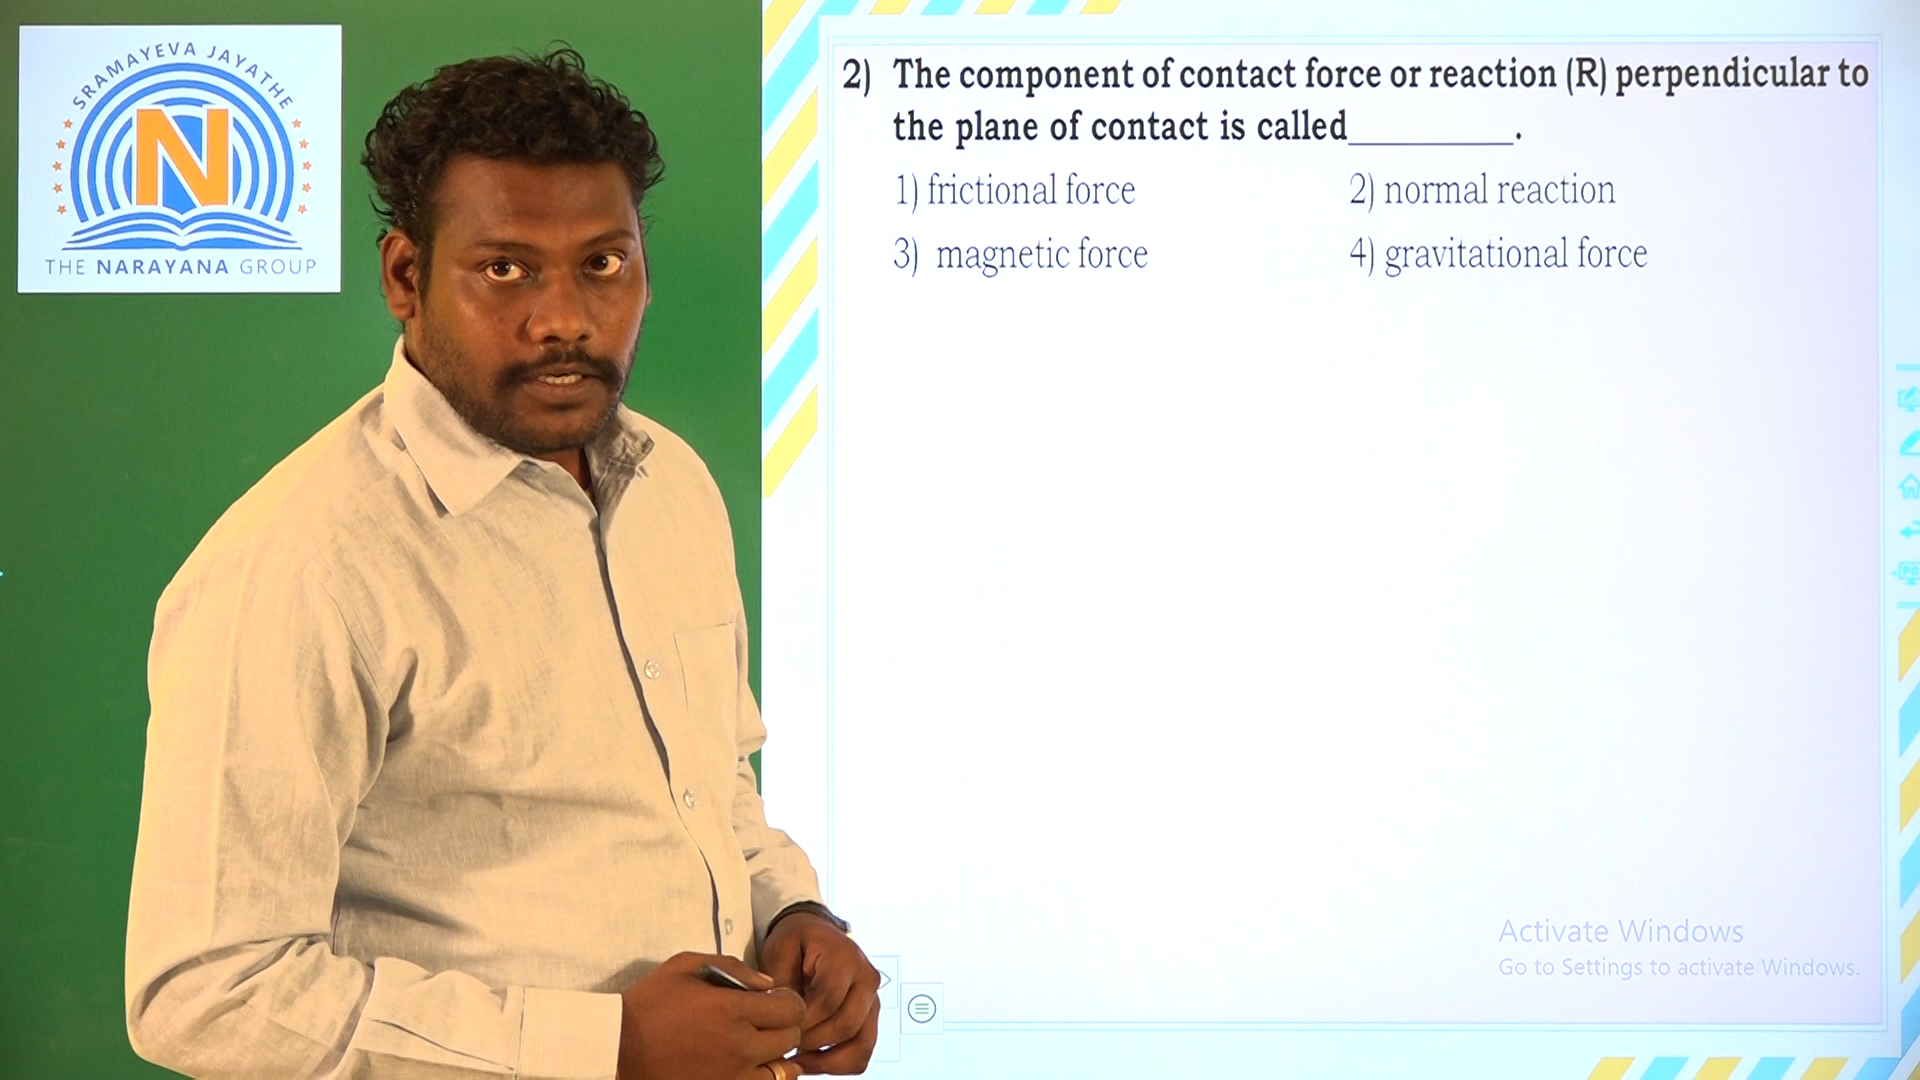 SRAMAYEVA JAYATHE
N
THE NARAYANA GROUP
2) The component of contact force or reaction (R) perpendicular to
the plane of contact is called_________.
1) frictional force 2) normal reaction
3) magnetic force 4) gravitational force
Activate Windows
Go to Settings to activate Windows.